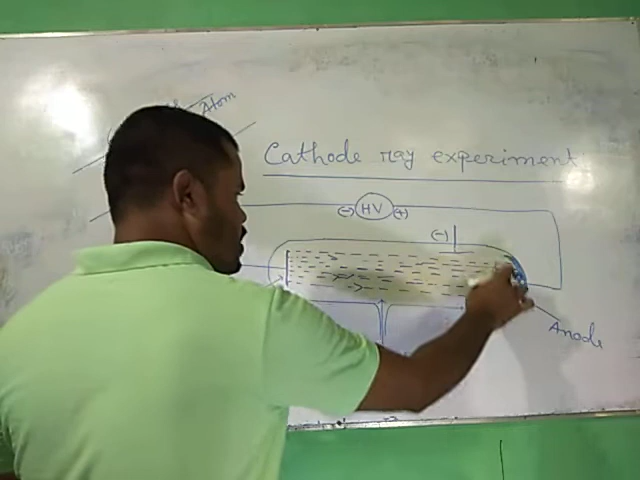 Atom
Cathode ray experiment
(-) HV (+)
(-)
Anode